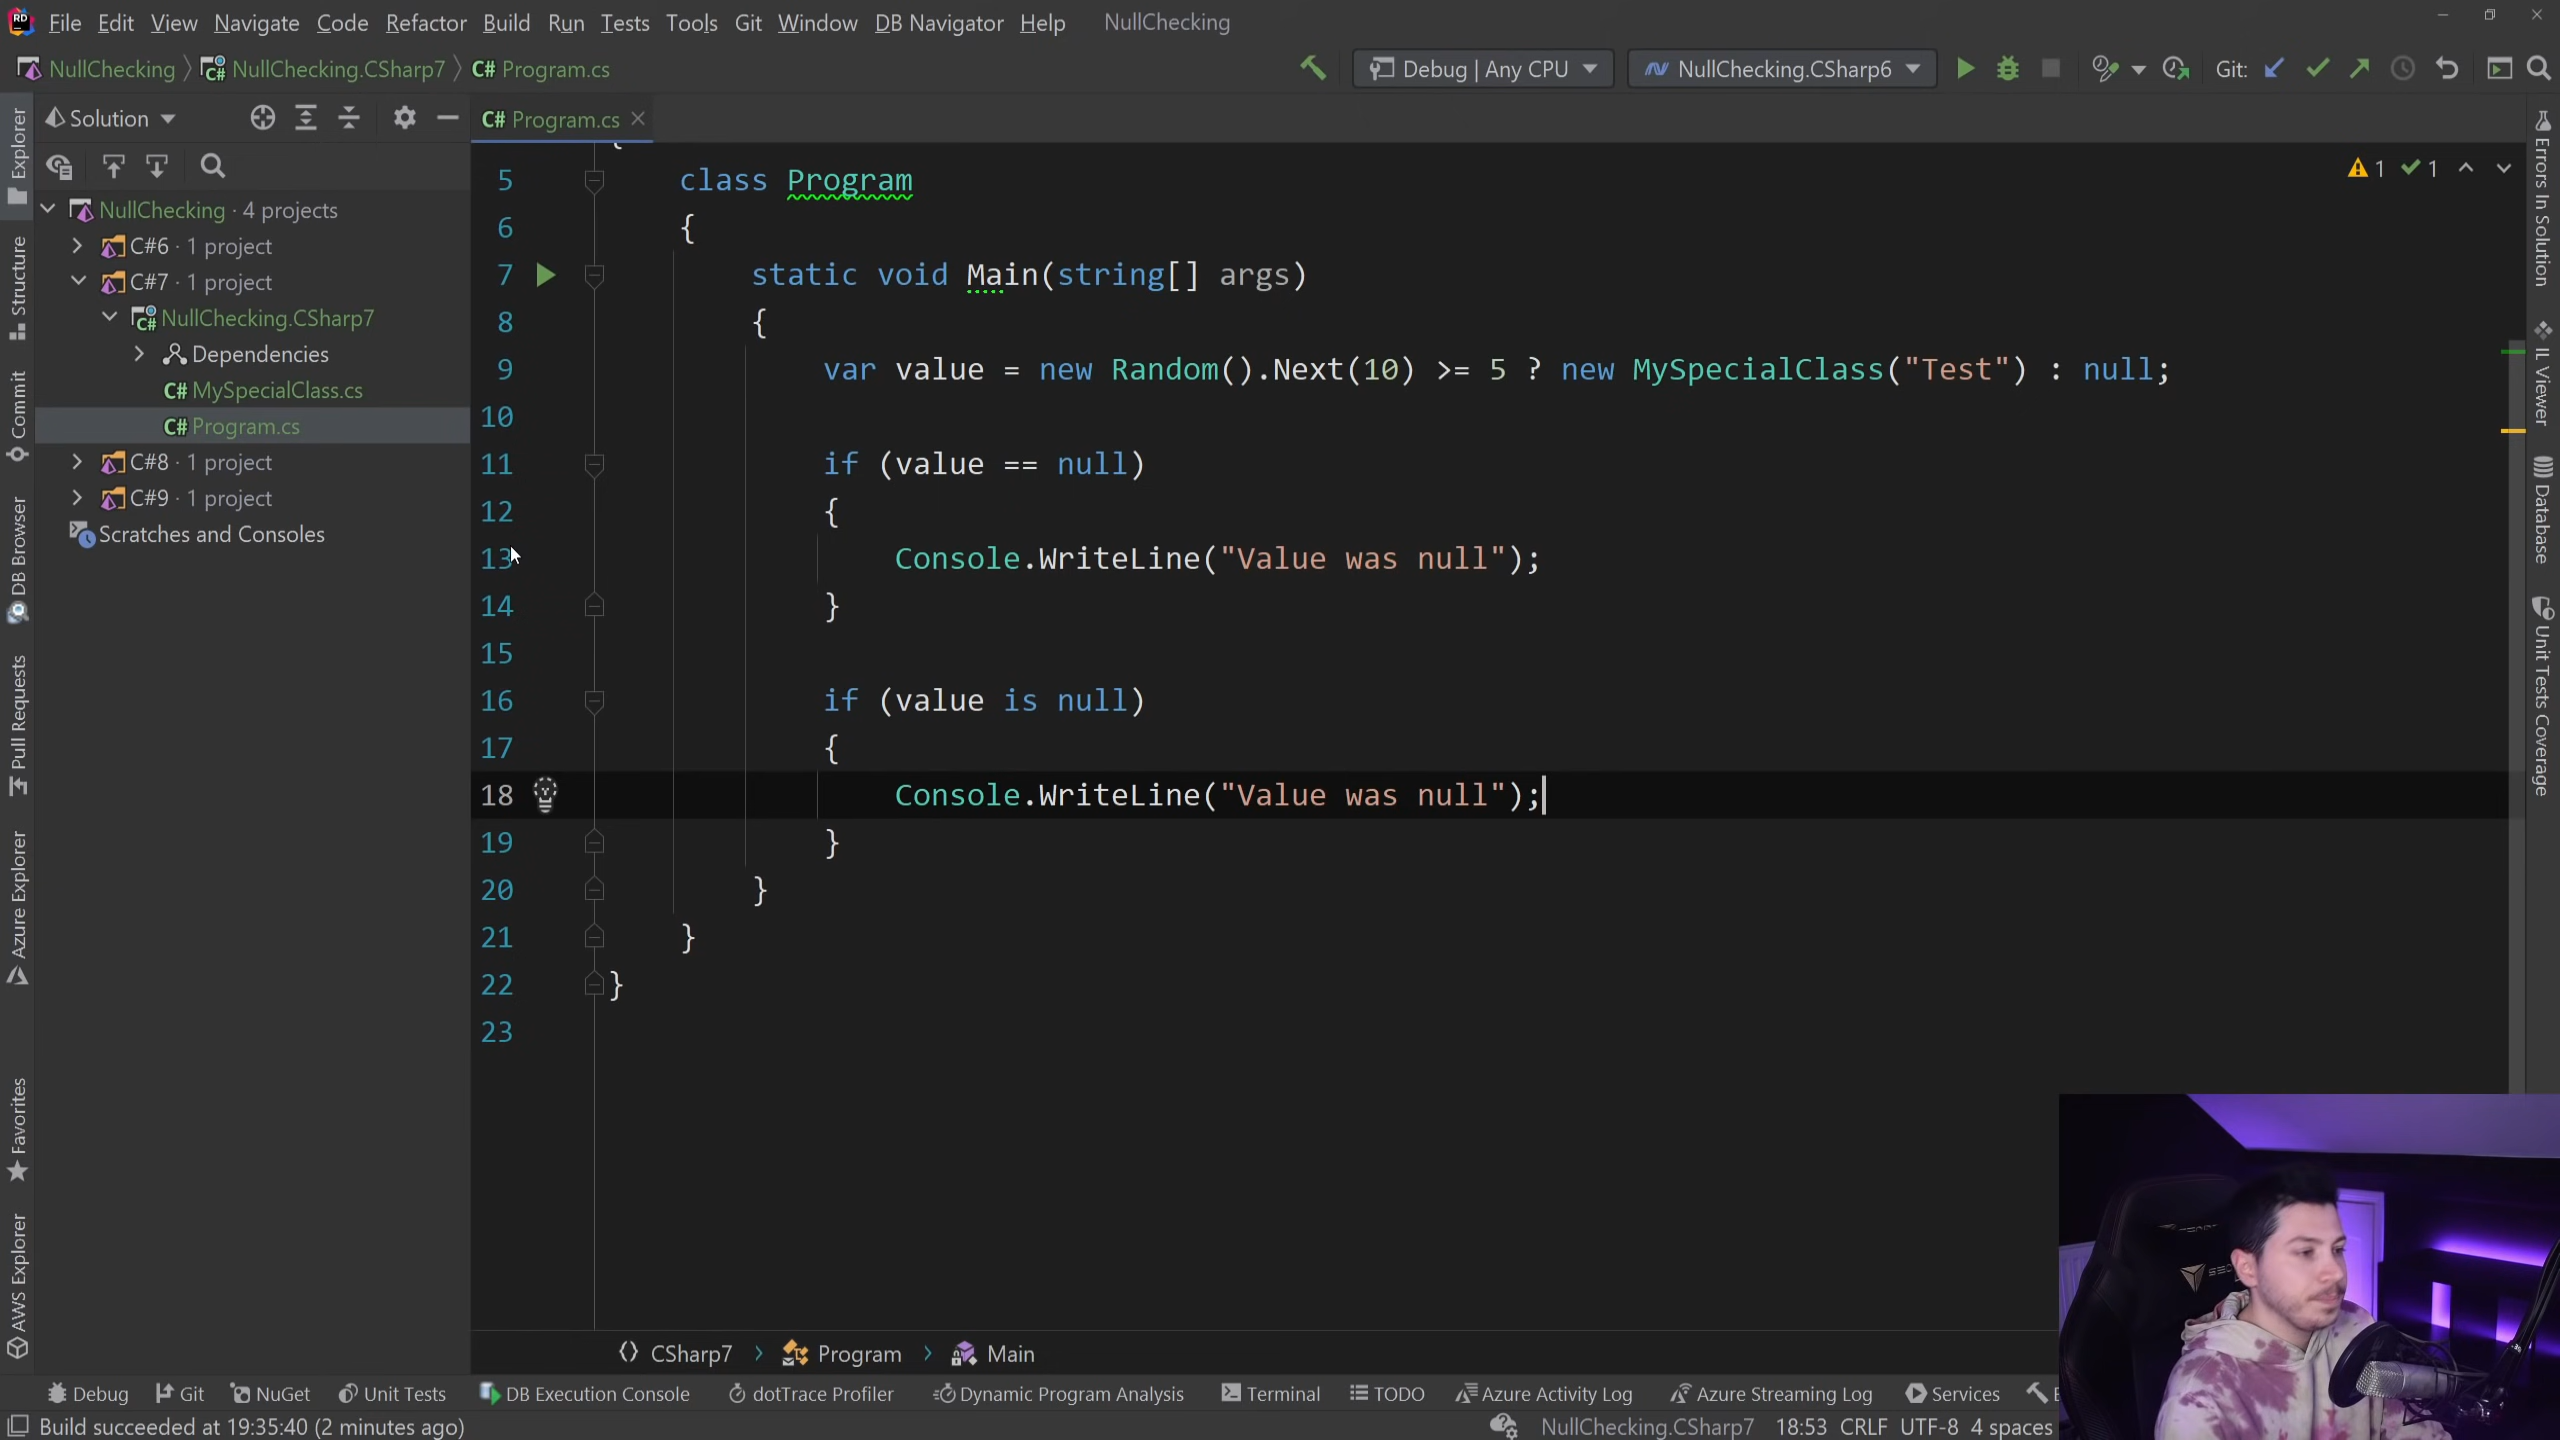 File Edit View Navigate Code Refactor Build Run Tests Tools Git Window DB Navigator Help NullChecking
NullChecking NullChecking.CSharp7 C# Program.cs Debug | Any CPU NullChecking.CSharp6 Git:
Solution
C# Program.cs
NullChecking · 4 projects
C#6 · 1 project
C#7 · 1 project
NullChecking.CSharp7
Dependencies
C# MySpecialClass.cs
C# Program.cs
C#8 · 1 project
C#9 · 1 project
Scratches and Consoles
Explorer
Structure
Commit
DB Browser
Pull Requests
Azure Explorer
Favorites
AWS Explorer
1 1
5 class Program
6 {
7 static void Main(string[] args)
8 {
9 var value = new Random().Next(10) >= 5 ? new MySpecialClass("Test") : null;
10
11 if (value == null)
12 {
13 Console.WriteLine("Value was null");
14 }
15
16 if (value is null)
17 {
18 Console.WriteLine("Value was null");
19 }
20 }
21 }
22 }
23
Errors In Solution
IL Viewer
Database
Unit Tests Coverage
CSharp7 Program Main
Debug Git NuGet Unit Tests DB Execution Console dotTrace Profiler Dynamic Program Analysis Terminal TODO Azure Activity Log Azure Streaming Log Services
Build succeeded at 19:35:40 (2 minutes ago) NullChecking.CSharp7 18:53 CRLF UTF-8 4 spaces